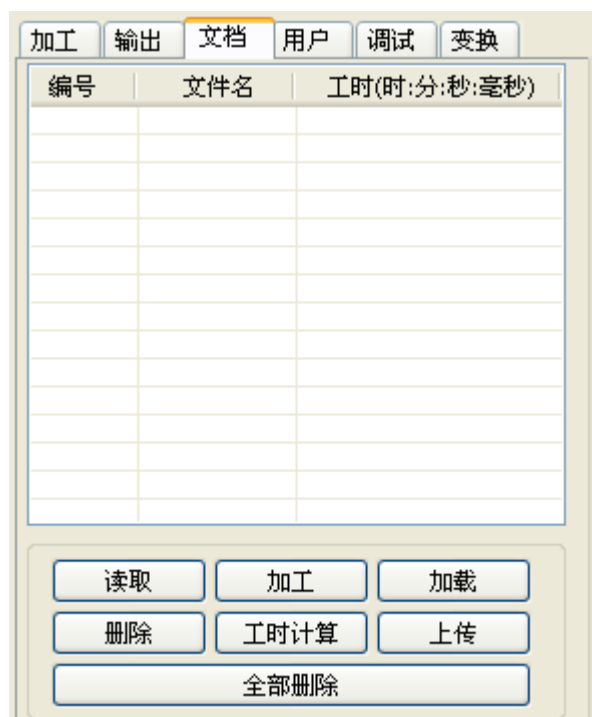 加工 输出 文档 用户 调试 变换
编号 文件名 工时(时:分:秒:毫秒)
读取 加工 加载
删除 工时计算 上传
全部删除